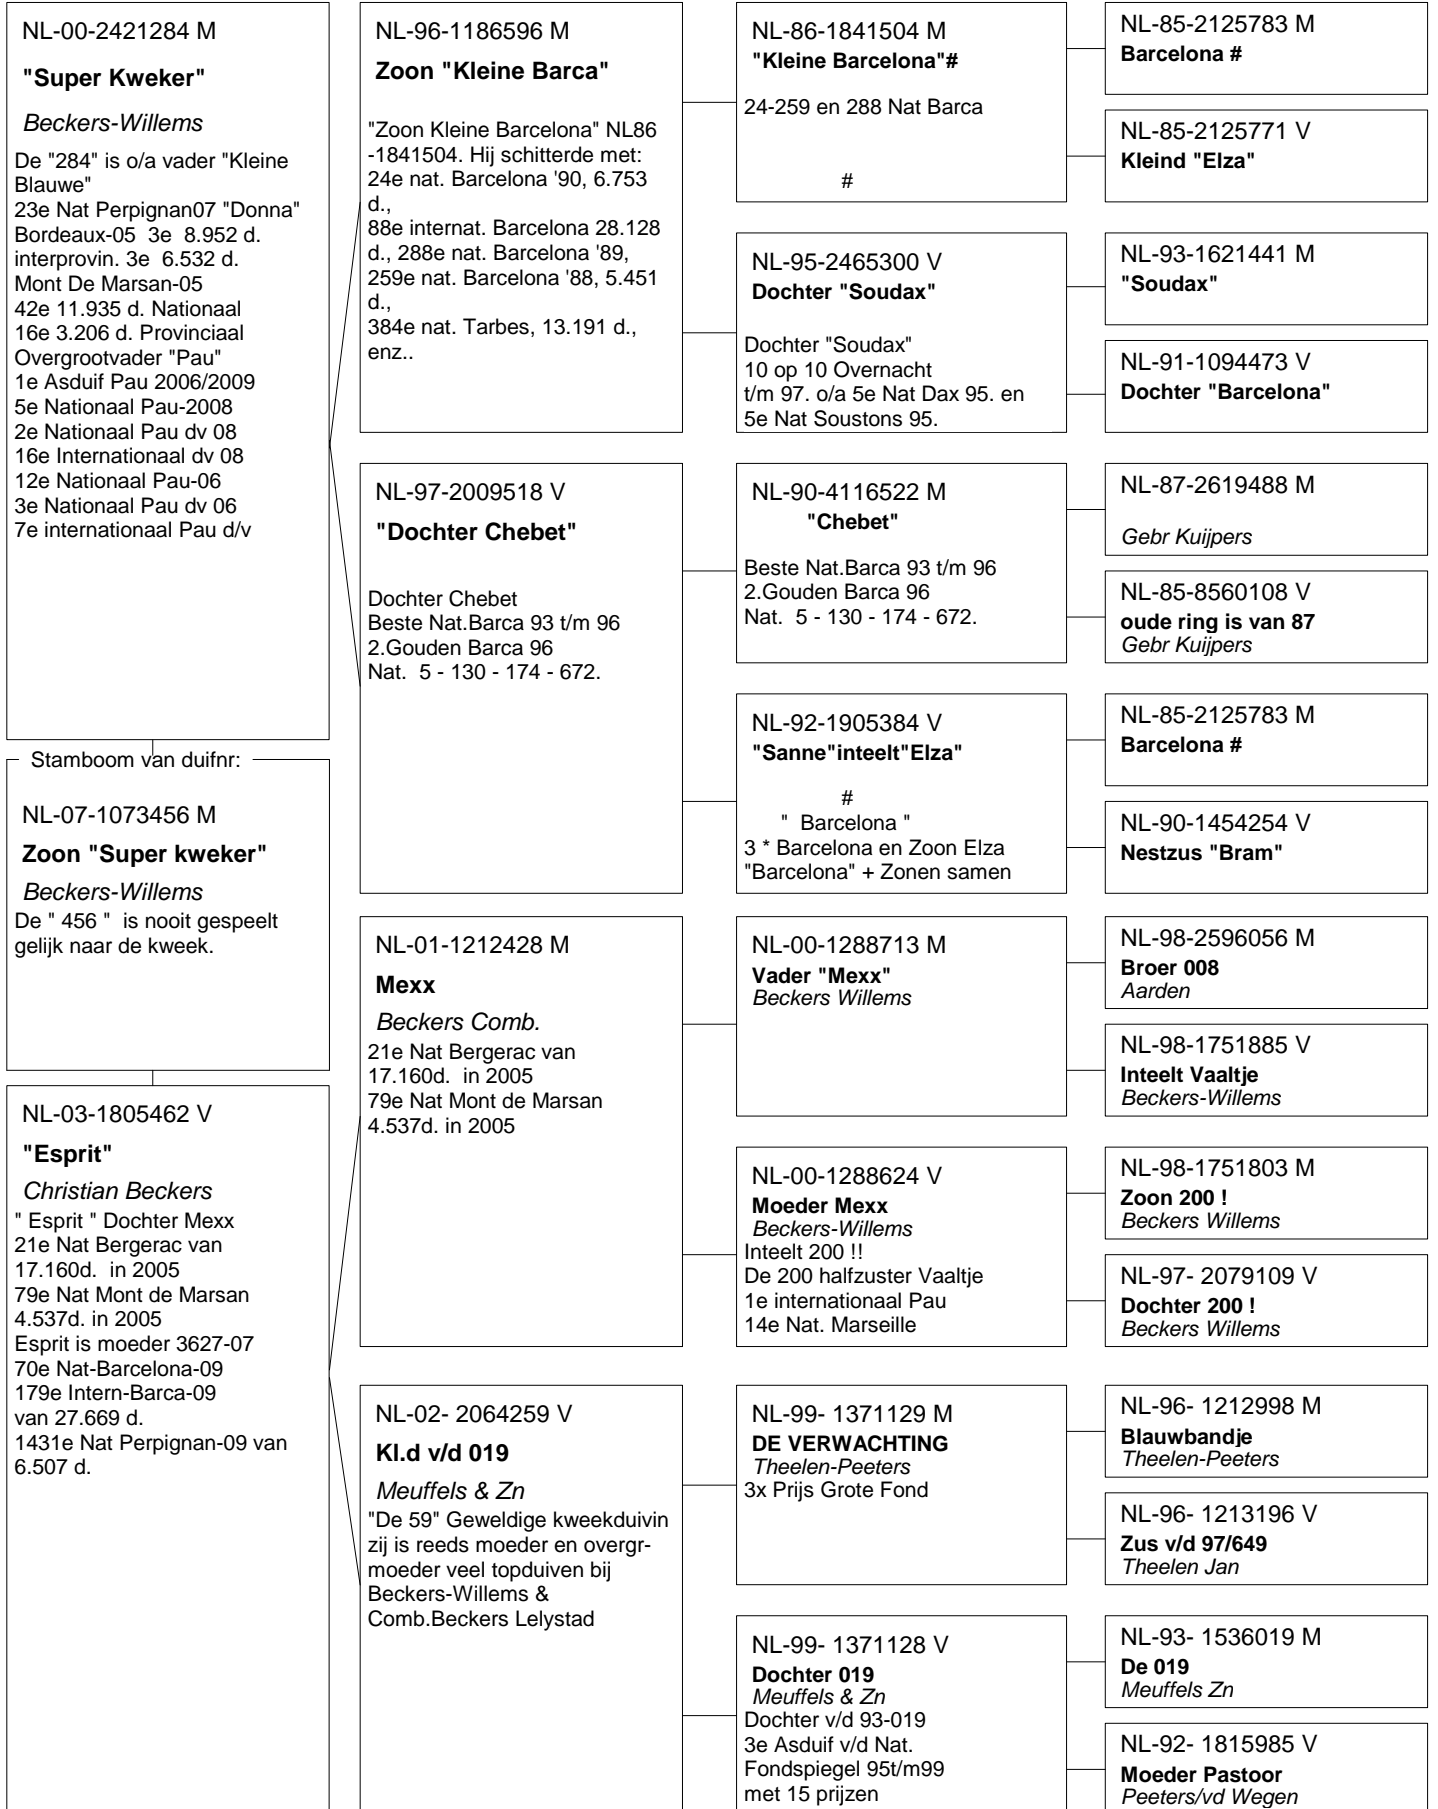 NL-00-2421284 M
"Super Kweker"
Beckers-Willems
De "284" is o/a vader "Kleine
Blauwe"
23e Nat Perpignan07 "Donna"
Bordeaux-05  3e  8.952 d.
interprovin. 3e  6.532 d.
Mont De Marsan-05
42e 11.935 d. Nationaal
16e 3.206 d. Provinciaal
Overgrootvader "Pau"
1e Asduif Pau 2006/2009
5e Nationaal Pau-2008
2e Nationaal Pau dv 08
16e Internationaal dv 08
12e Nationaal Pau-06
3e Nationaal Pau dv 06
7e internationaal Pau d/v
Stamboom van duifnr:
NL-07-1073456 M
Zoon "Super kweker"
Beckers-Willems
De " 456 "  is nooit gespeelt
gelijk naar de kweek.
NL-03-1805462 V
"Esprit"
Christian Beckers
" Esprit " Dochter Mexx
21e Nat Bergerac van
17.160d.  in 2005
79e Nat Mont de Marsan
4.537d. in 2005
Esprit is moeder 3627-07
70e Nat-Barcelona-09
179e Intern-Barca-09
van 27.669 d.
1431e Nat Perpignan-09 van
6.507 d.
NL-96-1186596 M
Zoon "Kleine Barca"
"Zoon Kleine Barcelona" NL86
-1841504. Hij schitterde met:
24e nat. Barcelona '90, 6.753
d.,
88e internat. Barcelona 28.128
d., 288e nat. Barcelona '89,
259e nat. Barcelona '88, 5.451
d.,
384e nat. Tarbes, 13.191 d.,
enz..
NL-97-2009518 V
"Dochter Chebet"
Dochter Chebet
Beste Nat.Barca 93 t/m 96
2.Gouden Barca 96
Nat.  5 - 130 - 174 - 672.
NL-01-1212428 M
Mexx
Beckers Comb.
21e Nat Bergerac van
17.160d.  in 2005
79e Nat Mont de Marsan
4.537d. in 2005
NL-02- 2064259 V
Kl.d v/d 019
Meuffels & Zn
"De 59" Geweldige kweekduivin
zij is reeds moeder en overgr-
moeder veel topduiven bij
Beckers-Willems &
Comb.Beckers Lelystad
NL-86-1841504 M
"Kleine Barcelona"#
24-259 en 288 Nat Barca
#
NL-95-2465300 V
Dochter "Soudax"
Dochter "Soudax"
10 op 10 Overnacht
t/m 97. o/a 5e Nat Dax 95. en
5e Nat Soustons 95.
NL-90-4116522 M
"Chebet"
Beste Nat.Barca 93 t/m 96
2.Gouden Barca 96
Nat.  5 - 130 - 174 - 672.
NL-92-1905384 V
"Sanne"inteelt"Elza"
#
"  Barcelona "
3 * Barcelona en Zoon Elza
"Barcelona" + Zonen samen
NL-00-1288713 M
Vader "Mexx"
Beckers Willems
NL-00-1288624 V
Moeder Mexx
Beckers-Willems
Inteelt 200 !!
De 200 halfzuster Vaaltje
1e internationaal Pau
14e Nat. Marseille
NL-99- 1371129 M
DE VERWACHTING
Theelen-Peeters
3x Prijs Grote Fond
NL-99- 1371128 V
Dochter 019
Meuffels & Zn
Dochter v/d 93-019
3e Asduif v/d Nat.
Fondspiegel 95t/m99
met 15 prijzen
NL-85-2125783 M
Barcelona #
NL-85-2125771 V
Kleind "Elza"
NL-93-1621441 M
"Soudax"
NL-91-1094473 V
Dochter "Barcelona"
NL-87-2619488 M
Gebr Kuijpers
NL-85-8560108 V
oude ring is van 87
Gebr Kuijpers
NL-85-2125783 M
Barcelona #
NL-90-1454254 V
Nestzus "Bram"
NL-98-2596056 M
Broer 008
Aarden
NL-98-1751885 V
Inteelt Vaaltje
Beckers-Willems
NL-98-1751803 M
Zoon 200 !
Beckers Willems
NL-97- 2079109 V
Dochter 200 !
Beckers Willems
NL-96- 1212998 M
Blauwbandje
Theelen-Peeters
NL-96- 1213196 V
Zus v/d 97/649
Theelen Jan
NL-93- 1536019 M
De 019
Meuffels Zn
NL-92- 1815985 V
Moeder Pastoor
Peeters/vd Wegen